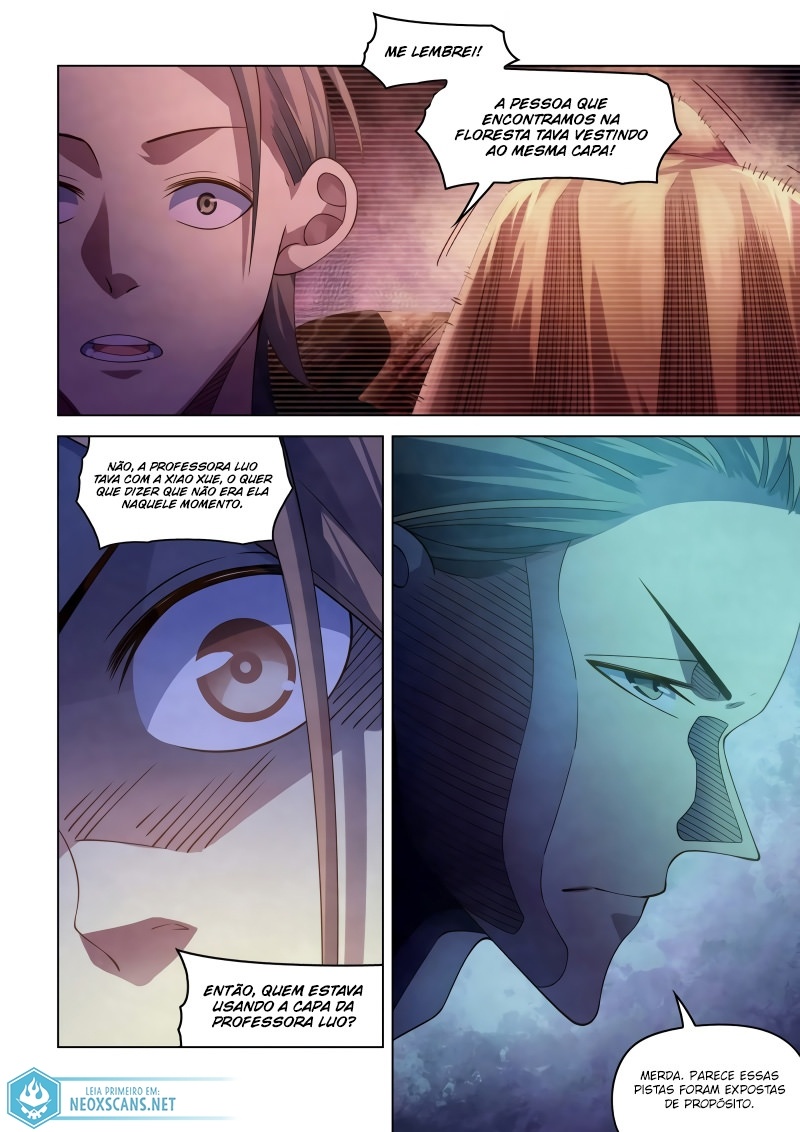 ME LEMBREI!
A PESSOA QUE
ENCONTRAMOS NA
FLORESTA TAVA VESTINDO
AO MESMA CAPA!
NÃO, A PROFESSORA LUO
TAVA COM A XIAO XUE, O QUER
QUE DIZER QUE NÃO ERA ELA
NAQUELE MOMENTO.
ENTÃO, QUEM ESTAVA
USANDO A CAPA DA
PROFESSORA LUO?
MERDA. PARECE ESSAS
PISTAS FORAM EXPOSTAS
DE PROPÓSITO.
LEIA PRIMEIRO EM:
NEOXSCANS.NET